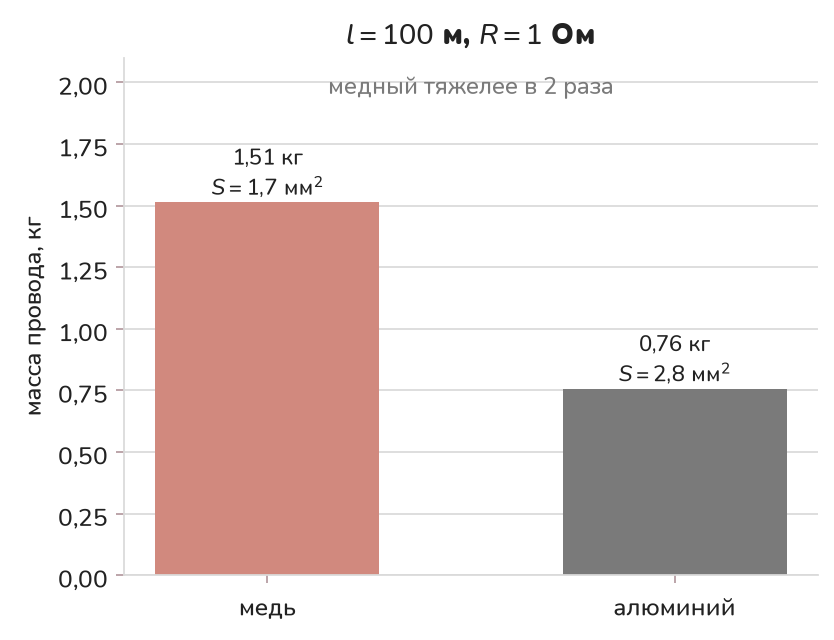 l = 100 м, R = 1 Ом
медный тяжелее в 2 раза
масса провода, кг
2,00
1,75
1,50
1,25
1,00
0,75
0,50
0,25
0,00
1,51 кг
S = 1,7 мм²
0,76 кг
S = 2,8 мм²
медь
алюминий